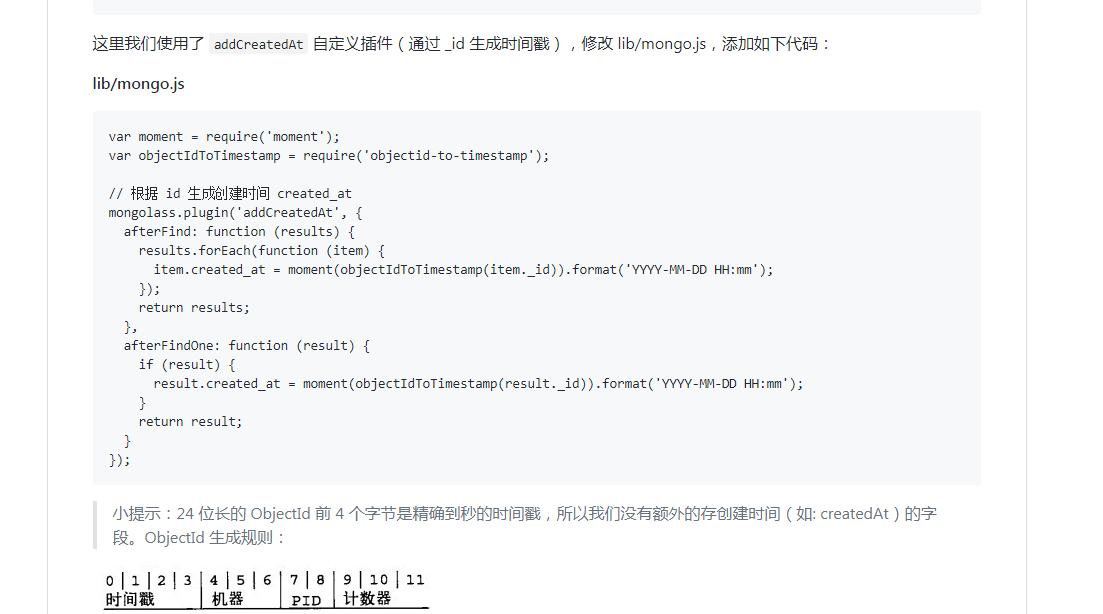 这里我们使用了 addCreatedAt 自定义插件（通过 _id 生成时间戳），修改 lib/mongo.js，添加如下代码：
lib/mongo.js
var moment = require('moment');
var objectIdToTimestamp = require('objectid-to-timestamp');
// 根据 id 生成创建时间 created_at
mongolass.plugin('addCreatedAt', {
  afterFind: function (results) {
    results.forEach(function (item) {
      item.created_at = moment(objectIdToTimestamp(item._id)).format('YYYY-MM-DD HH:mm');
    });
    return results;
  },
  afterFindOne: function (result) {
    if (result) {
      result.created_at = moment(objectIdToTimestamp(result._id)).format('YYYY-MM-DD HH:mm');
    }
    return result;
  }
});
小提示：24 位长的 ObjectId 前 4 个字节是精确到秒的时间戳，所以我们没有额外的存创建时间（如: createdAt）的字
段。ObjectId 生成规则：
0 | 1 | 2 | 3 | 4 | 5 | 6 | 7 | 8 | 9 | 10 | 11
时间戳 | 机器 | PID | 计数器